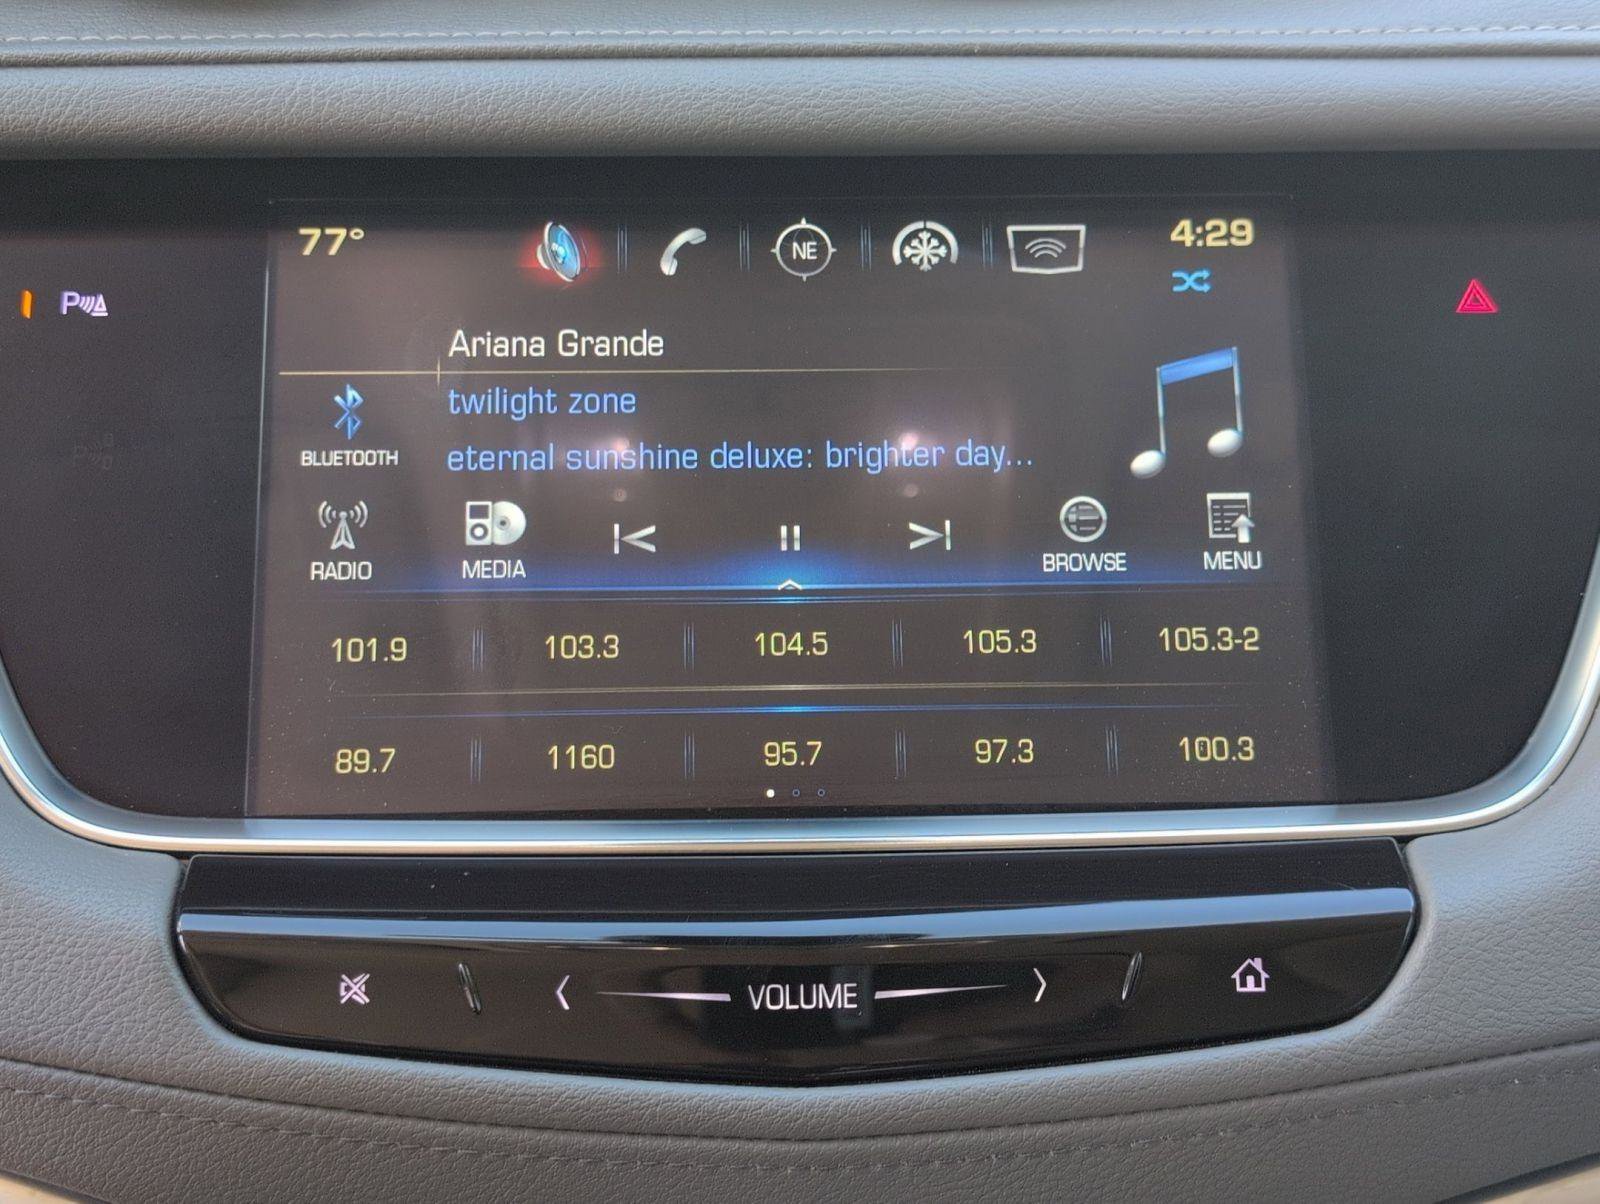 77° NE 4:29
P
Ariana Grande
twilight zone
BLUETOOTH
eternal sunshine deluxe: brighter day...
RADIO MEDIA BROWSE MENU
101.9 103.3 104.5 105.3 105.3-2
89.7 1160 95.7 97.3 100.3
VOLUME